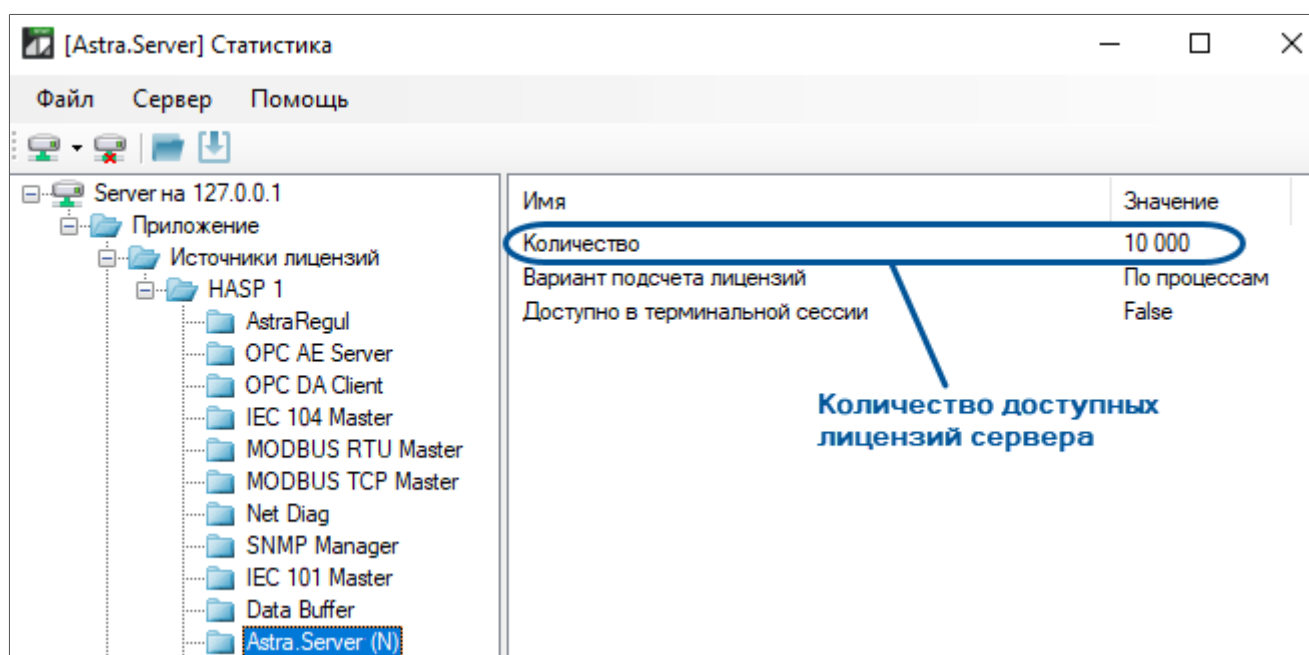 [Astra.Server] Статистика
Файл Сервер Помощь
Server на 127.0.0.1
Приложение
Источники лицензий
HASP 1
AstraRegul
OPC AE Server
OPC DA Client
IEC 104 Master
MODBUS RTU Master
MODBUS TCP Master
Net Diag
SNMP Manager
IEC 101 Master
Data Buffer
Astra.Server (N)
Имя Значение
Количество 10 000
Вариант подсчета лицензий По процессам
Доступно в терминальной сессии False
Количество доступных
лицензий сервера